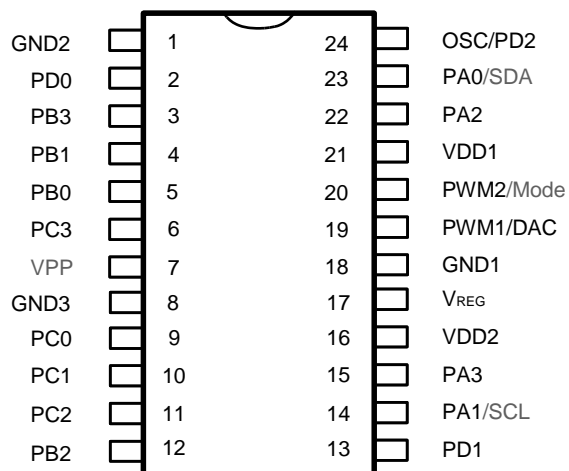 GND2 1 24 OSC/PD2
PD0 2 23 PA0/SDA
PB3 3 22 PA2
PB1 4 21 VDD1
PB0 5 20 PWM2/Mode
PC3 6 19 PWM1/DAC
VPP 7 18 GND1
GND3 8 17 VREG
PC0 9 16 VDD2
PC1 10 15 PA3
PC2 11 14 PA1/SCL
PB2 12 13 PD1